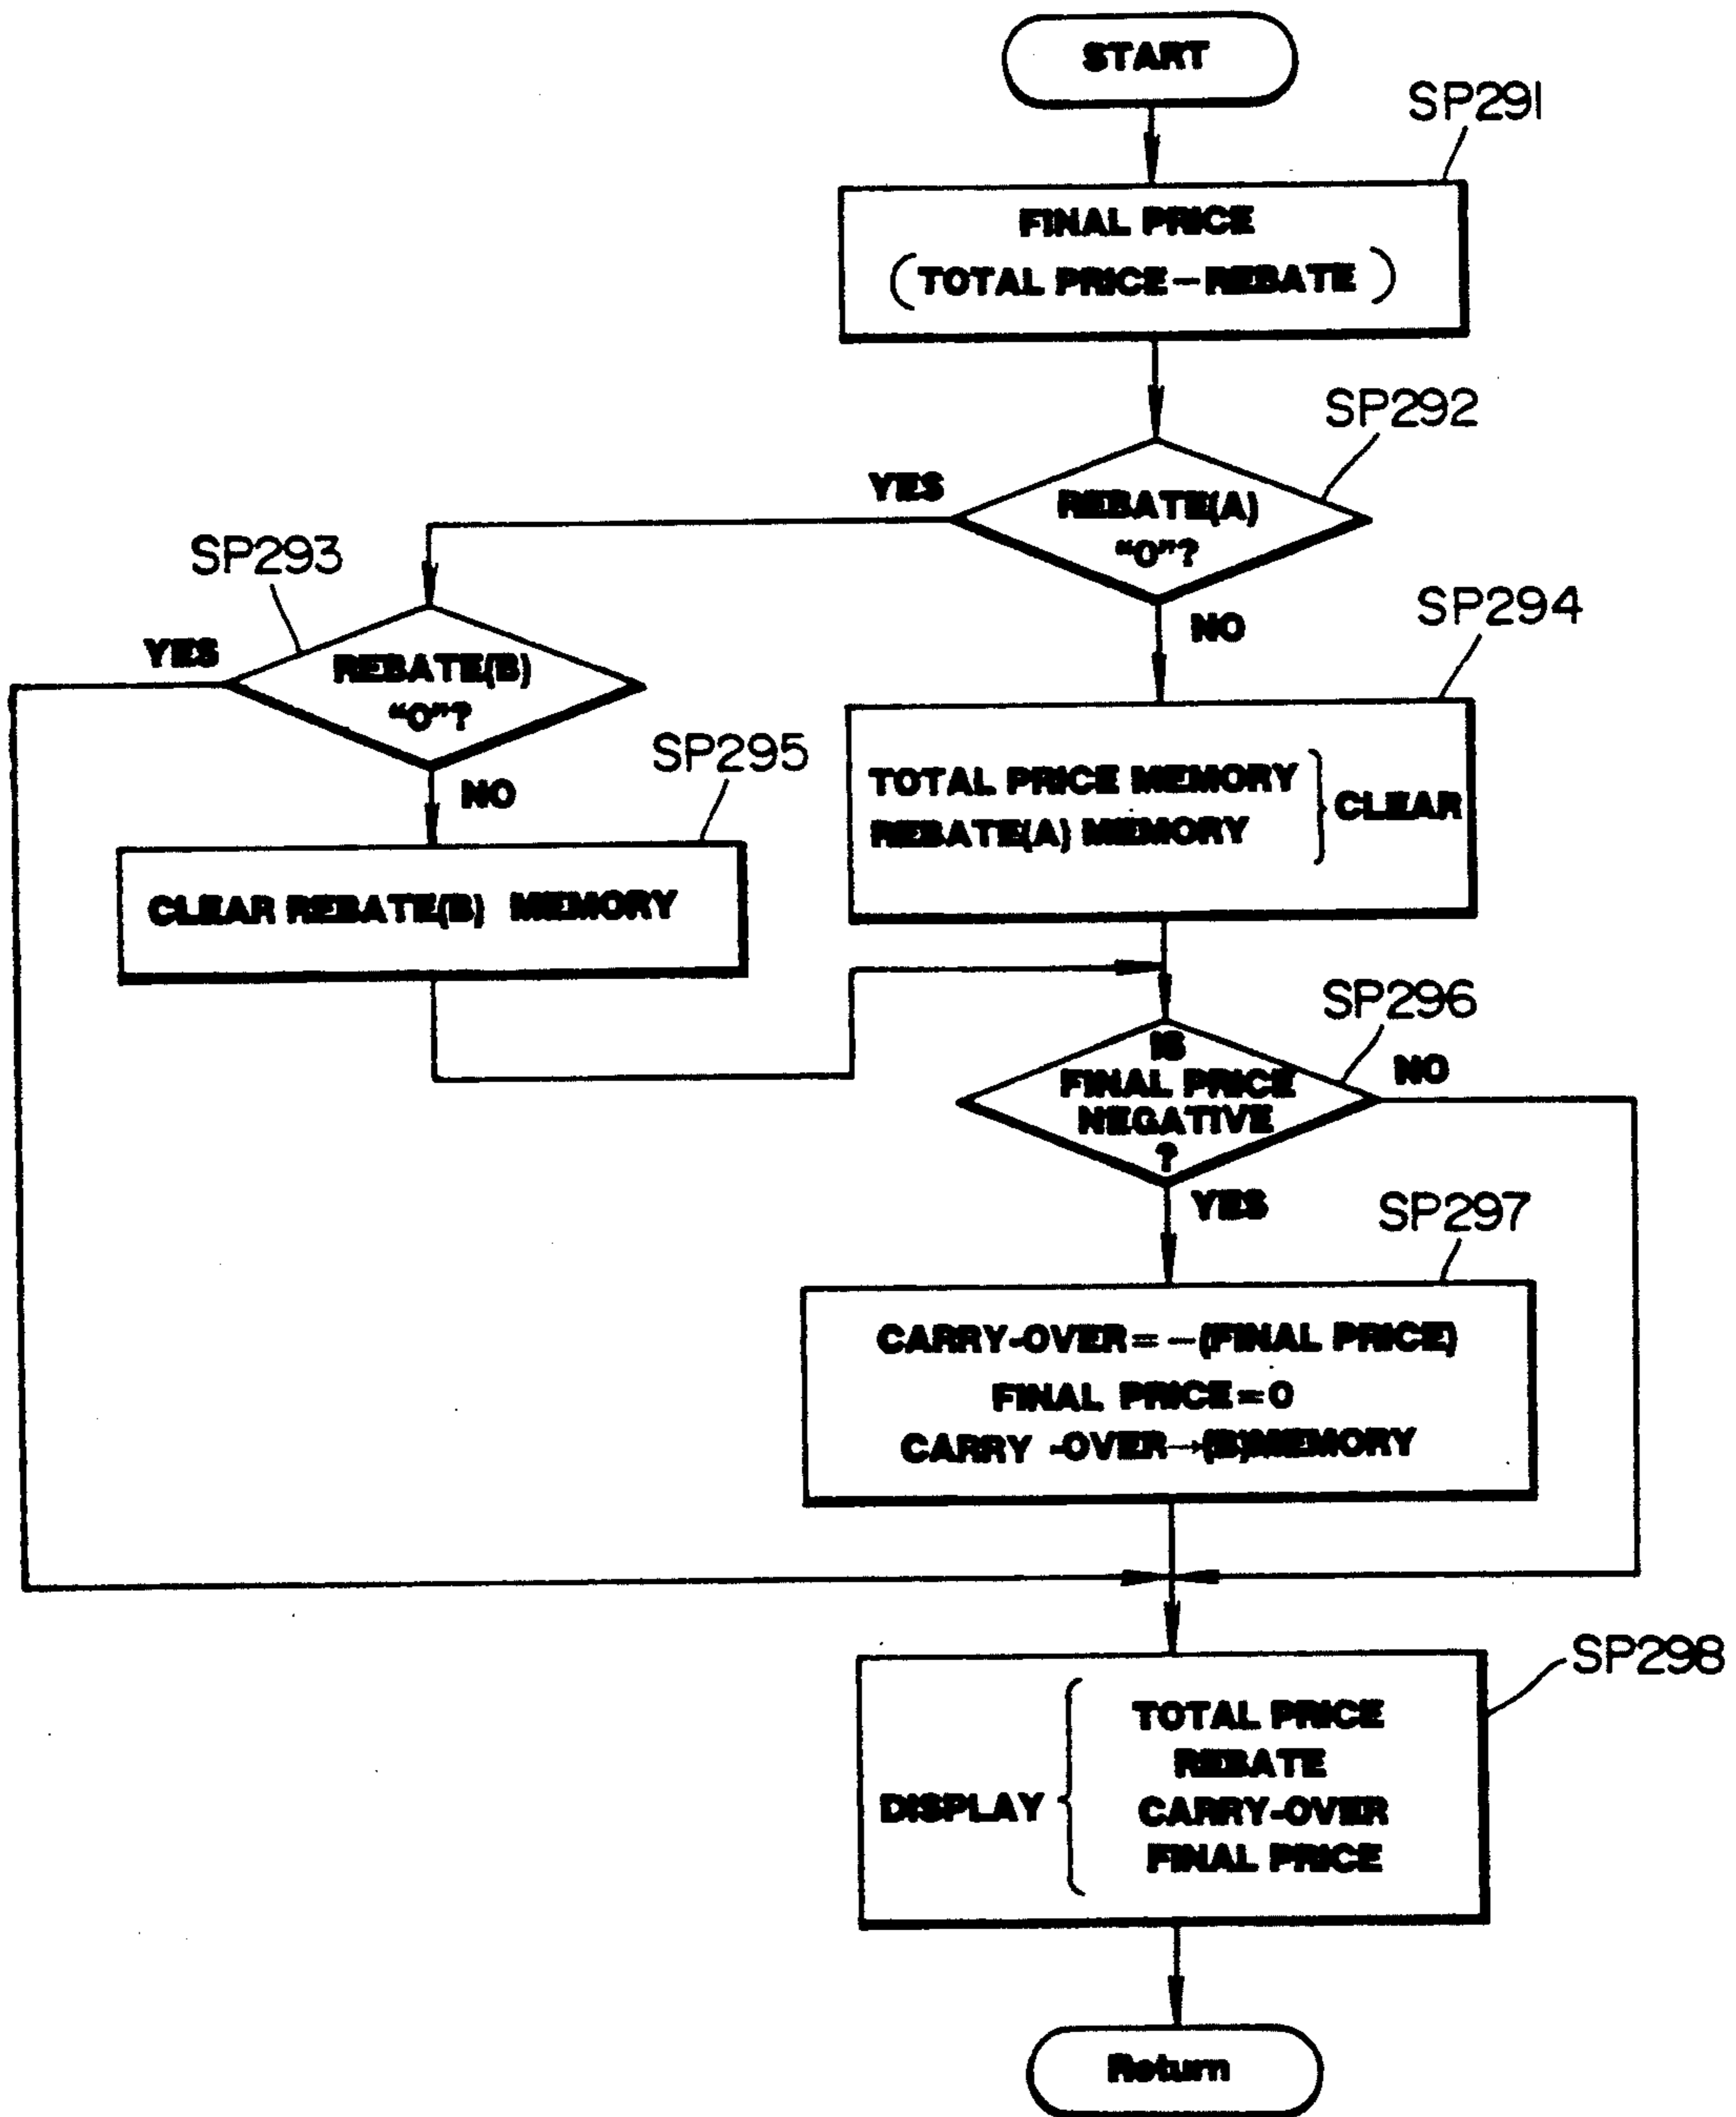 START
SP291
FINAL PRICE
(TOTAL PRICE-REBATE)
SP292
YES
REBATE(A)
"0"?
NO
SP293
YES
REBATE(B)
"0"?
NO
SP294
TOTAL PRICE MEMORY
REBATE(A) MEMORY
CLEAR
SP295
CLEAR REBATE(B) MEMORY
SP296
IS
FINAL PRICE
NEGATIVE
?
NO
YES
SP297
CARRY-OVER=-(FINAL PRICE)
FINAL PRICE=0
CARRY -OVER→(B)MEMORY
SP298
DISPLAY
TOTAL PRICE
REBATE
CARRY-OVER
FINAL PRICE
Return